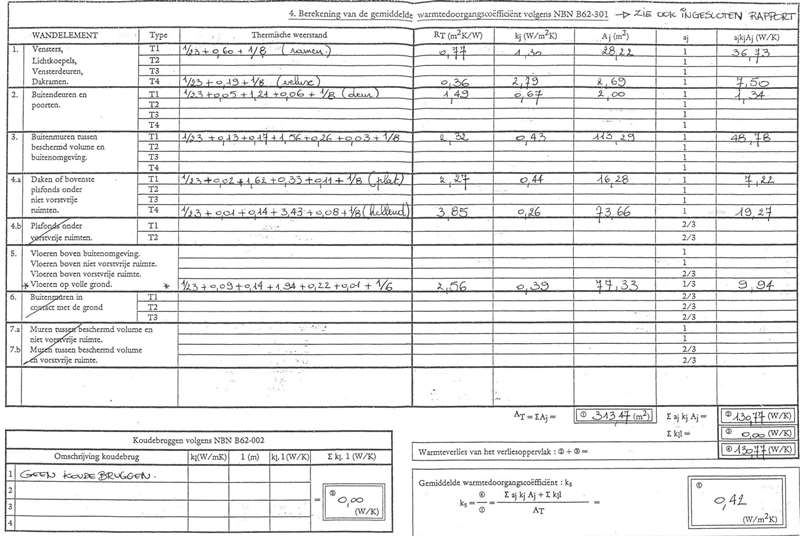 4. Berekening van de gemiddelde warmtedoorgangscoëfficiënt volgens NBN B62-301 → ZIE OOK INGESLOTEN RAPPORT
WANDELEMENT Type Thermische weerstand RT (m²K/W) kj (W/m²K) Aj (m²) aj ajkjAj (W/K)
1. Vensters, T1 1/23 + 0,60 + 1/8 (ramen) 0,77 1,30 28,22 1 36,73
Lichtkoepels, T2 1
Vensterdeuren, T3 1
Dakramen. T4 1/23 + 0,19 + 1/8 (velux) 0,36 2,79 2,69 1 7,50
2. Buitendeuren en T1 1/23 + 0,05 + 1,21 + 0,06 + 1/8 (deur) 1,49 0,67 2,00 1 1,34
poorten. T2 1
T3 1
T4 1
3. Buitenmuren tussen T1 1/23 + 0,13 + 0,17 + 1,56 + 0,26 + 0,03 + 1/8 2,32 0,43 113,29 1 48,78
beschermd volume en T2 1
buitenomgeving. T3 1
T4 1
4.a Daken of bovenste T1 1/23 + 0,02 + 1,62 + 0,33 + 0,11 + 1/8 (plat) 2,27 0,44 16,28 1 7,22
plafonds onder T2 1
niet vorstvrije T3 1
ruimten. T4 1/23 + 0,01 + 0,14 + 3,43 + 0,08 + 1/8 (hellend) 3,85 0,26 73,66 1 19,27
4.b Plafonds onder T1 2/3
vorstvrije ruimten. T2 2/3
5. Vloeren boven buitenomgeving. 1
Vloeren boven niet vorstvrije ruimte. 1
Vloeren boven vorstvrije ruimte. 2/3
* Vloeren op volle grond. * 1/23 + 0,09 + 0,14 + 1,94 + 0,22 + 0,01 + 1/6 2,56 0,39 77,33 1/3 9,94
6. Buitenmuren in T1 2/3
contact met de grond T2 2/3
T3 2/3
7.a Muren tussen beschermd volume en 1
niet vorstvrije ruimte. 1
7.b Muren tussen beschermd volume 2/3
en vorstvrije ruimte. 2/3
AT = ΣAj = ① 313,47 (m²) Σ aj kj Aj = ② 130,77 (W/K)
Σ kjl = ③ 0,00 (W/K)
Warmteverlies van het verliesoppervlak : ② + ③ = ④ 130,77 (W/K)
Koudebruggen volgens NBN B62-002
Omschrijving koudebrug kj(W/mK) l (m) kj. l (W/K) Σ kj. l (W/K)
1 GEEN KOUDEBRUGGEN.
2
3
4
= ③ 0,00 (W/K)
Gemiddelde warmtedoorgangscoëfficiënt : ks
ks = ④ / ① = Σ aj kj Aj + Σ kjl / AT =
0,42
(W/m²K)